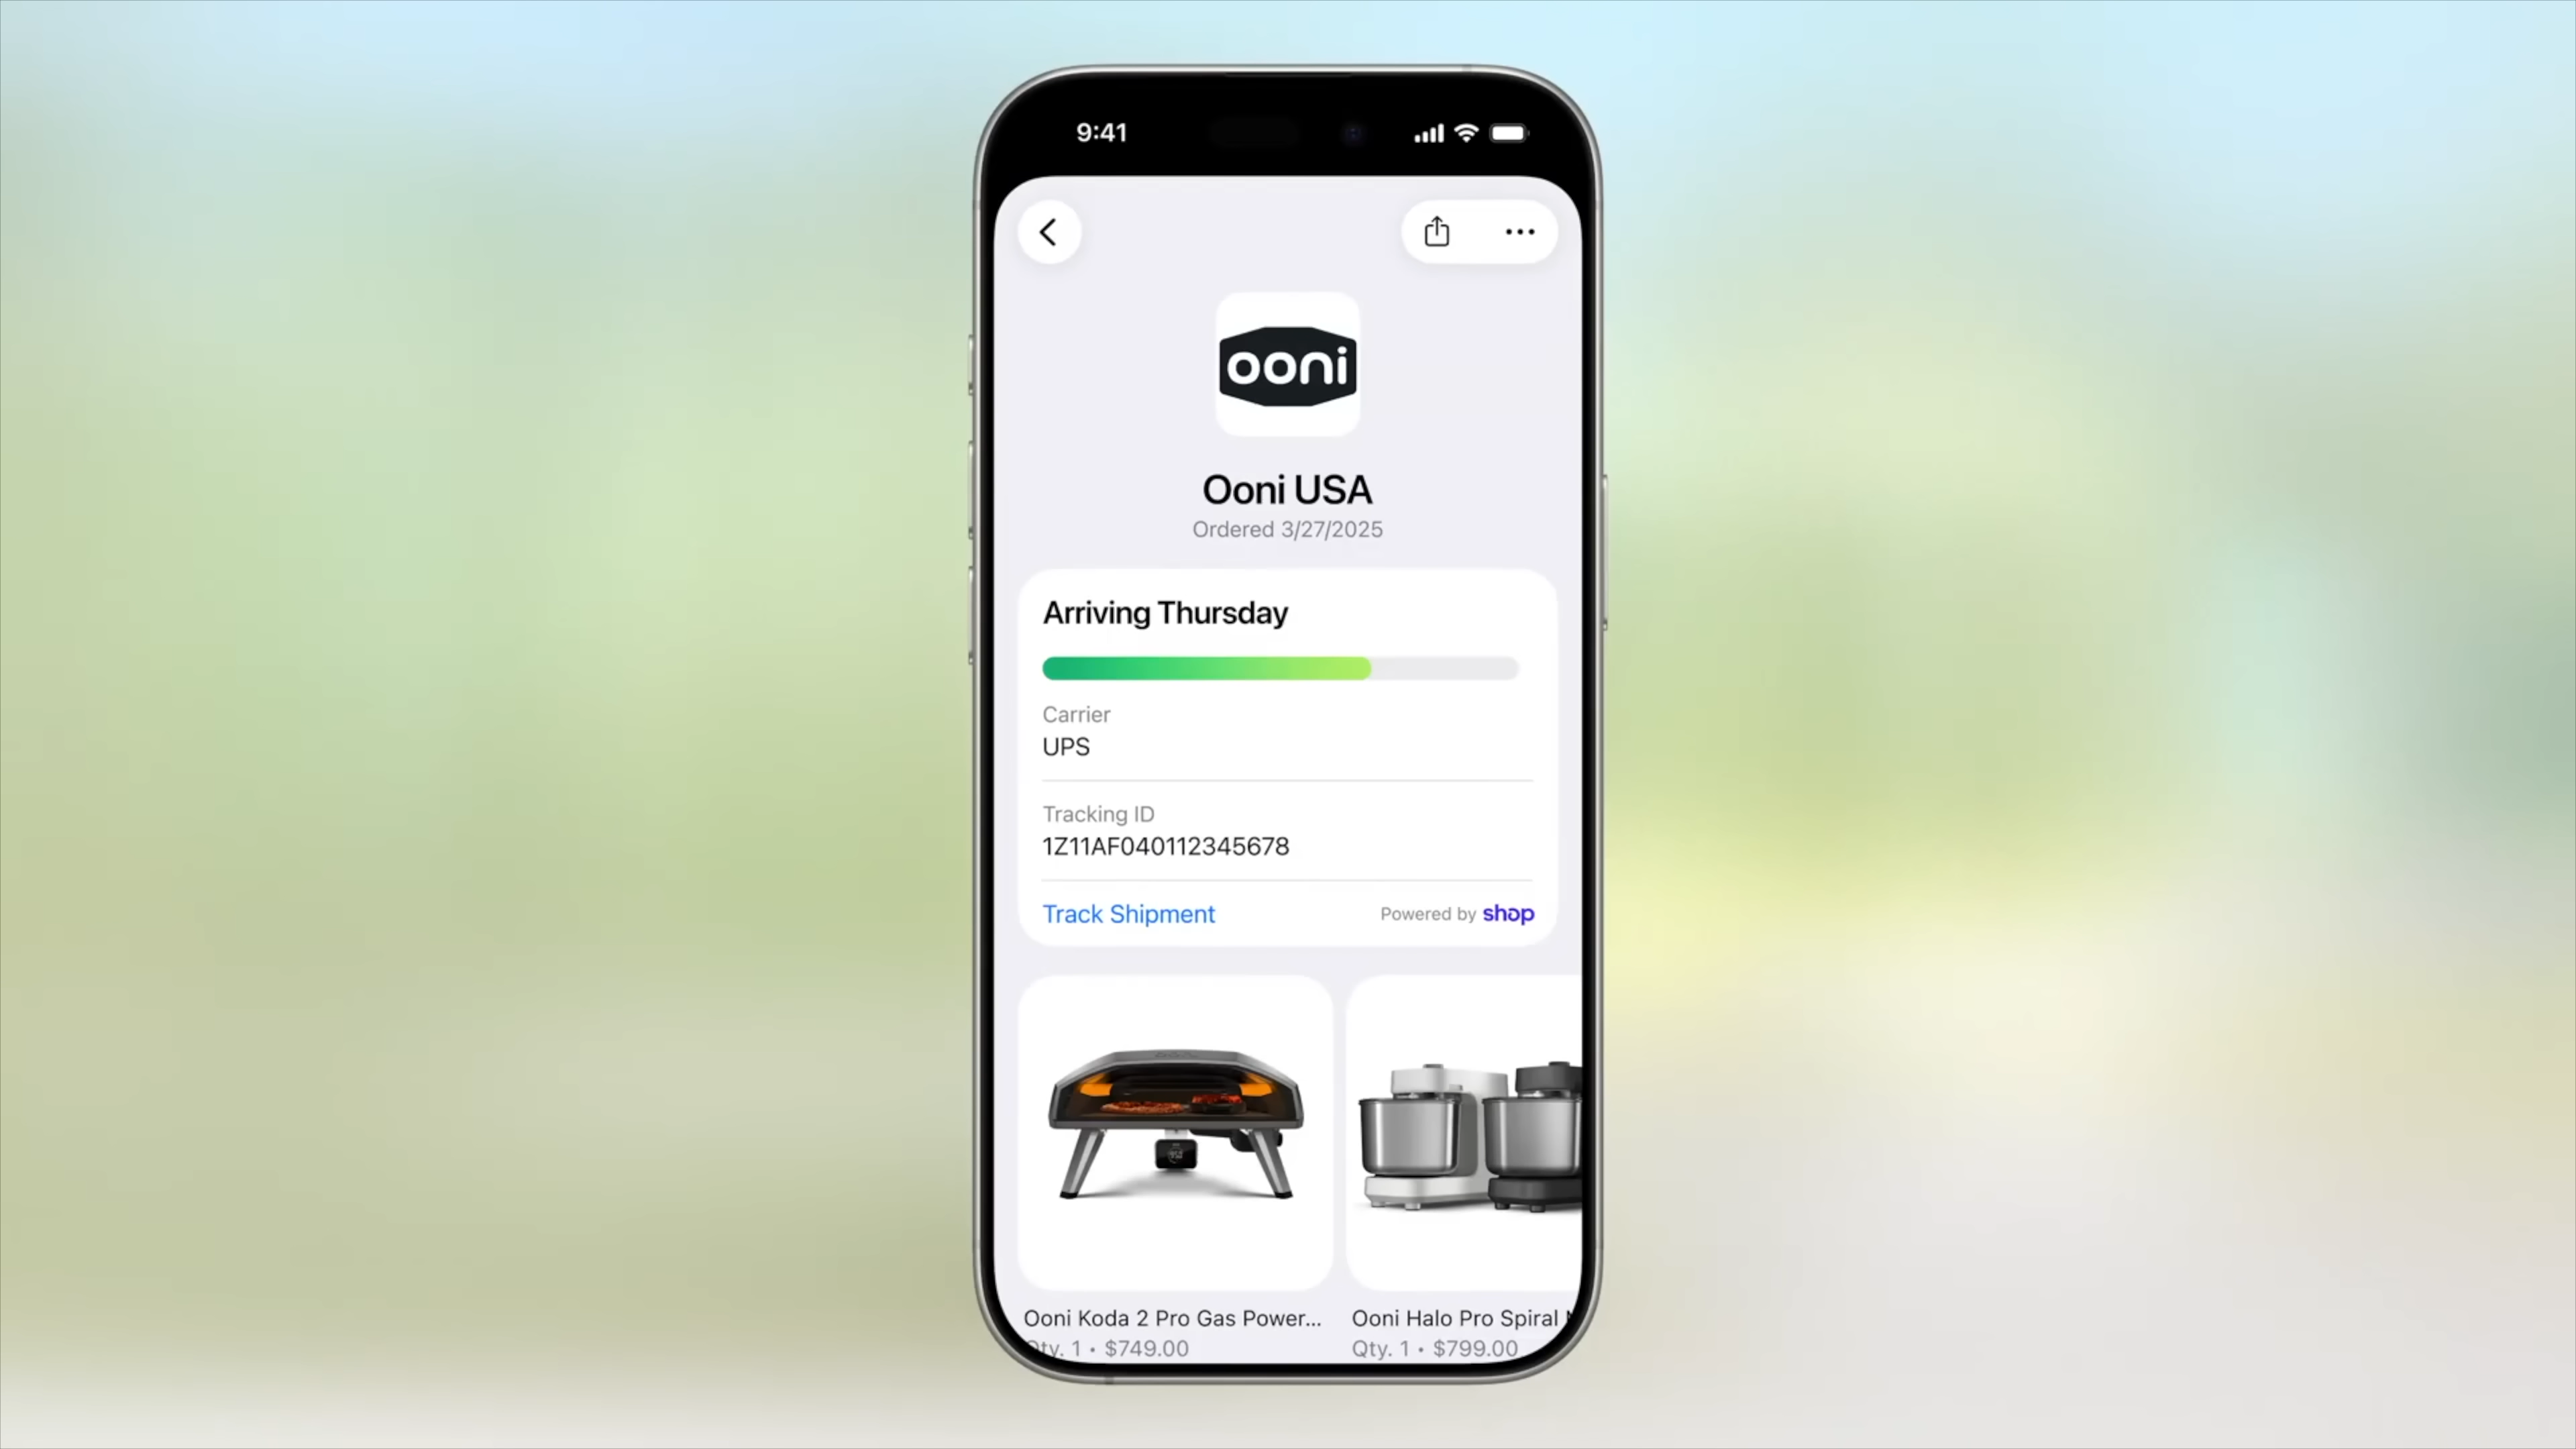 9:41
ooni
Ooni USA
Ordered 3/27/2025
Arriving Thursday
Carrier
UPS
Tracking ID
1Z11AF040112345678
Track Shipment
Powered by shop
Ooni Koda 2 Pro Gas Power...
Ooni Halo Pro Spiral
Qty. 1 • $749.00
Qty. 1 • $799.00